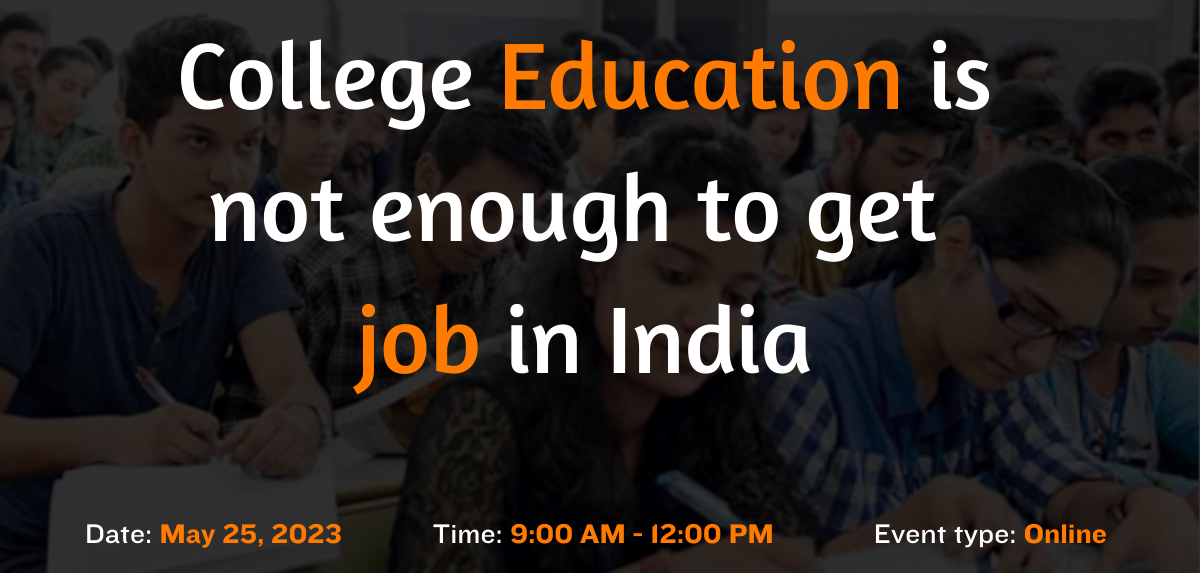 College Education is
not enough to get
job in India
Date: May 25, 2023 Time: 9:00 AM - 12:00 PM Event type: Online